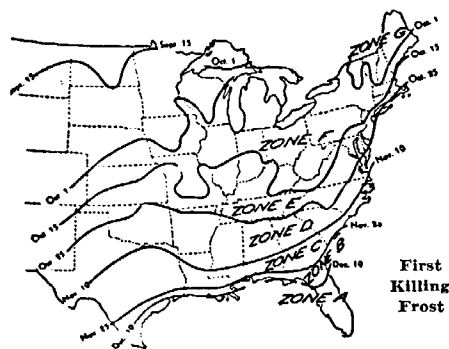 Sept. 15
Oct. 1
ZONE G
Oct. 1
Oct. 15
Oct. 25
ZONE F
Nov. 10
Oct 1
Oct 15
ZONE E
Oct 25
ZONE D
Nov. 20
ZONE C
ZONE B
Dec. 10
Nov. 10
ZONE A
Nov. 25
First
Killing
Frost